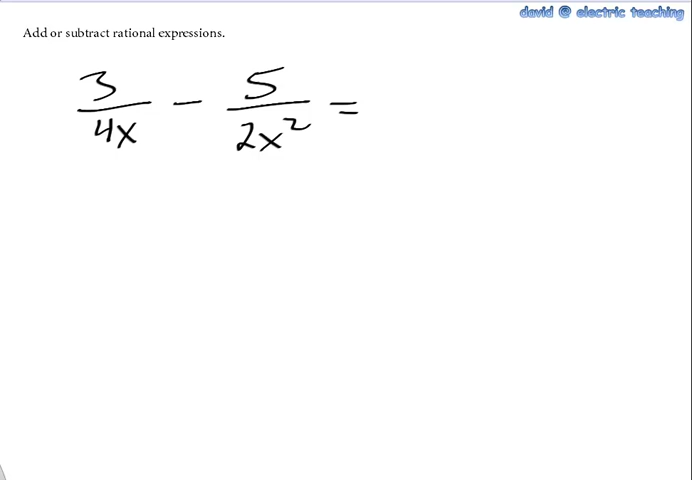 david @ electric teaching
Add or subtract rational expressions.
3/4x − 5/2x² =